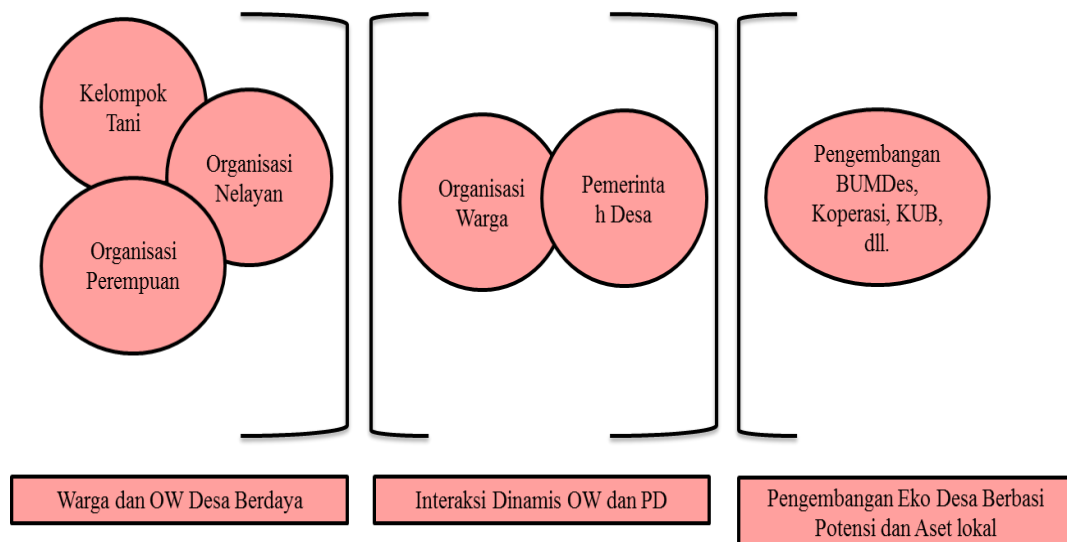 Kelompok
Tani
Organisasi
Nelayan
Organisasi
Perempuan
Organisasi
Warga
Pemerinta
h Desa
Pengembangan
BUMDes,
Koperasi, KUB,
dll.
Warga dan OW Desa Berdaya
Interaksi Dinamis OW dan PD
Pengembangan Eko Desa Berbasi
Potensi dan Aset lokal